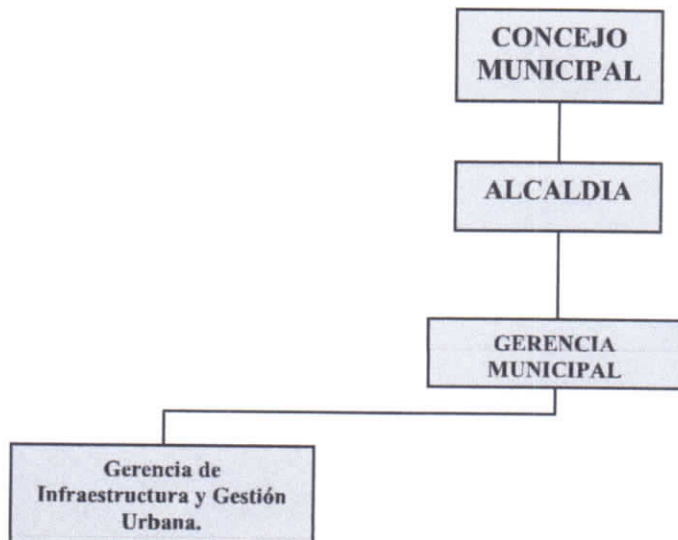 CONCEJO
MUNICIPAL
ALCALDIA
GERENCIA
MUNICIPAL
Gerencia de
Infraestructura y Gestión
Urbana.